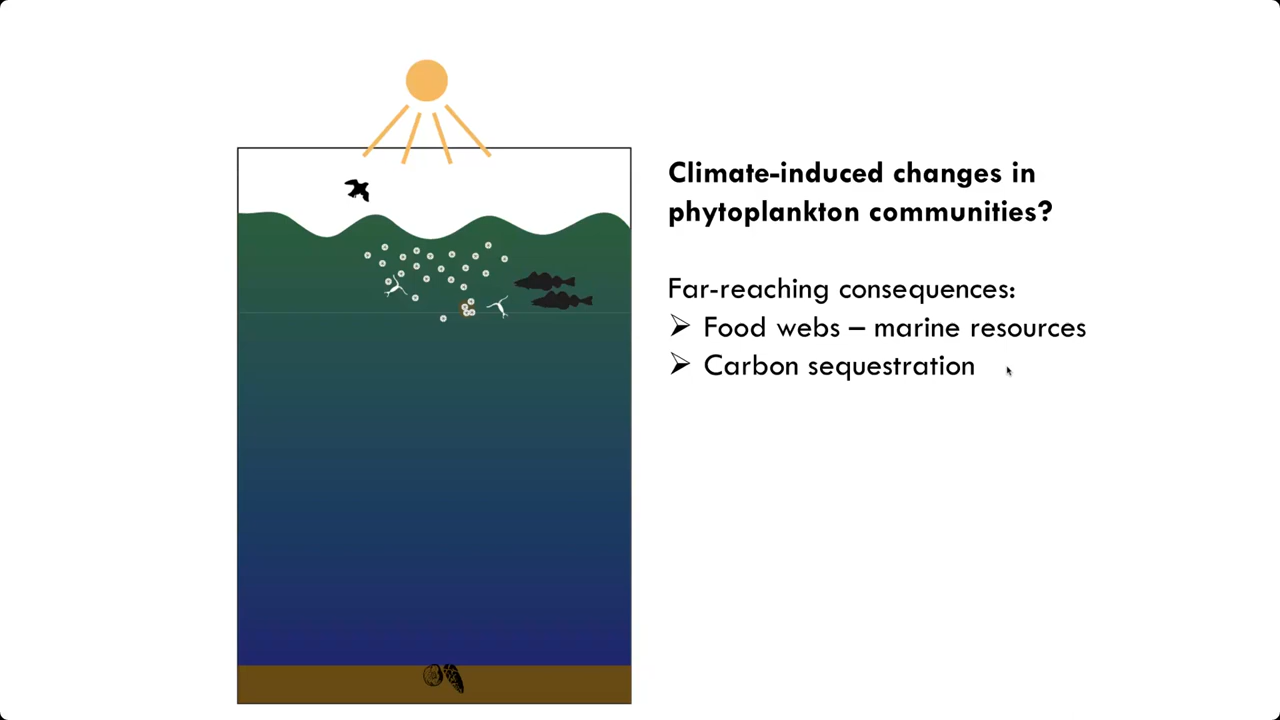 Climate-induced changes in
phytoplankton communities?
Far-reaching consequences:
➢ Food webs – marine resources
➢ Carbon sequestration